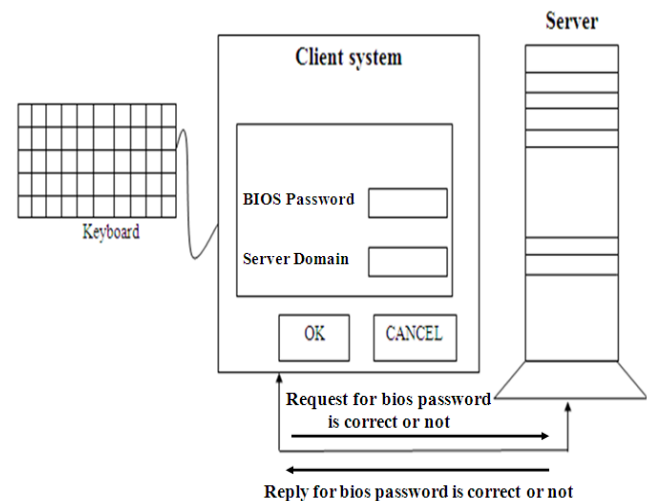 Server
Client system
BIOS Password
Keyboard
Server Domain
OK
CANCEL
Request for bios password
is correct or not
Reply for bios password is correct or not